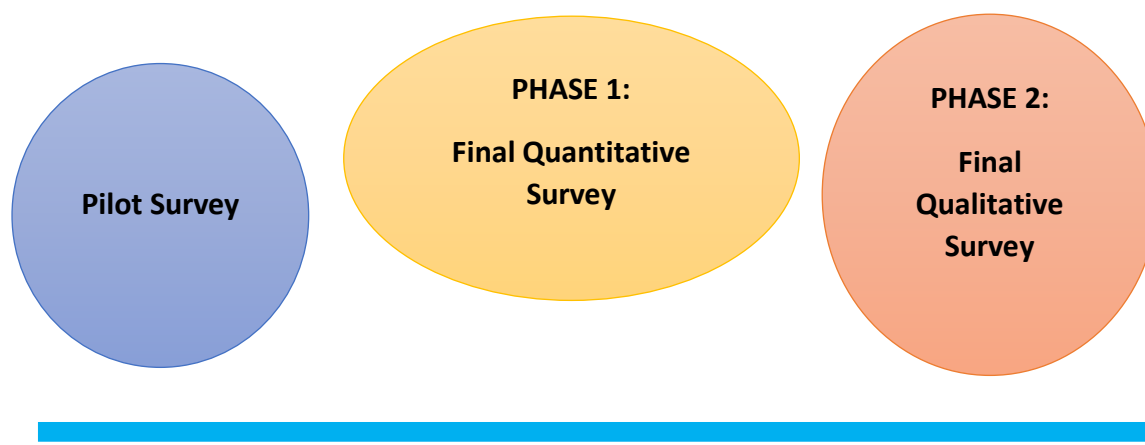 Pilot Survey
PHASE 1:
Final Quantitative
Survey
PHASE 2:
Final
Qualitative
Survey